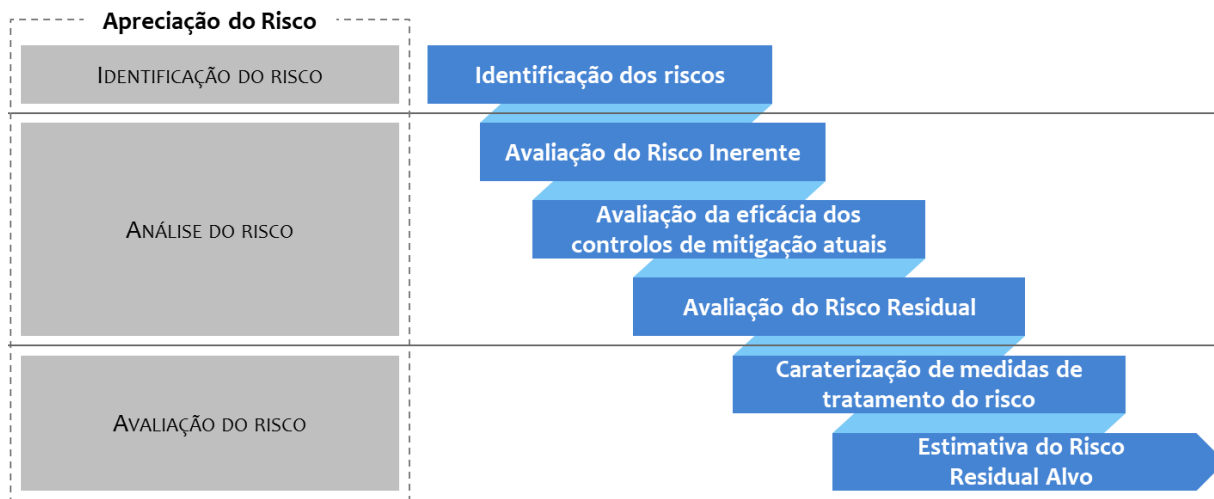 Apreciação do Risco
IDENTIFICAÇÃO DO RISCO
Identificação dos riscos
ANÁLISE DO RISCO
Avaliação do Risco Inerente
Avaliação da eficácia dos
controlos de mitigação atuais
Avaliação do Risco Residual
AVALIAÇÃO DO RISCO
Caraterização de medidas de
tratamento do risco
Estimativa do Risco
Residual Alvo